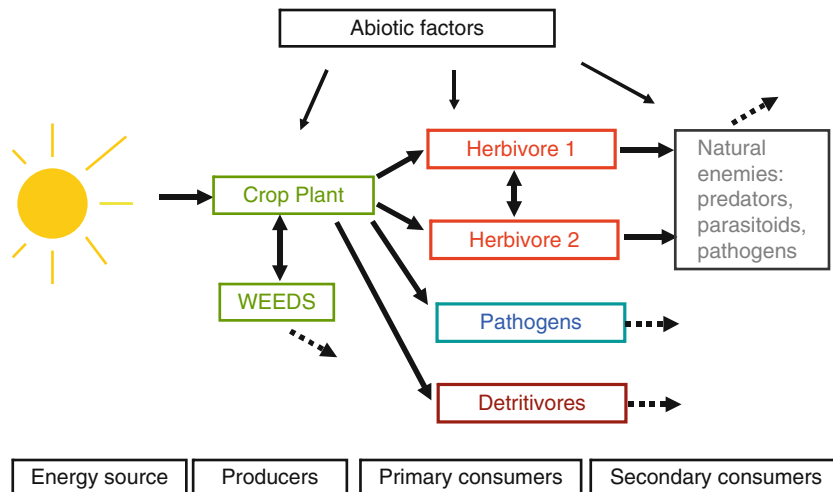 Abiotic factors
Herbivore 1
Natural
enemies:
predators,
parasitoids,
pathogens
Crop Plant
Herbivore 2
WEEDS
Pathogens
Detritivores
Energy source
Producers
Primary consumers
Secondary consumers